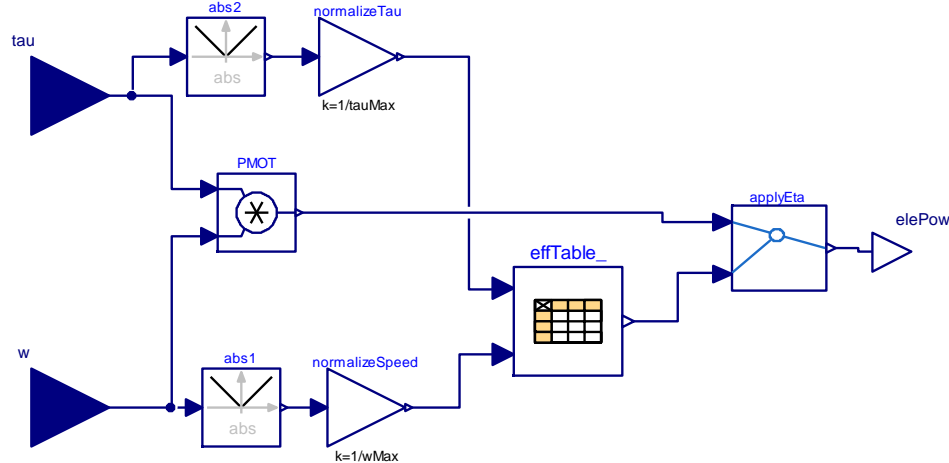 abs2
normalizeTau
tau
abs
k=1/tauMax
PMOT
applyEta
elePow
effTable_
w
abs1
normalizeSpeed
abs
k=1/wMax